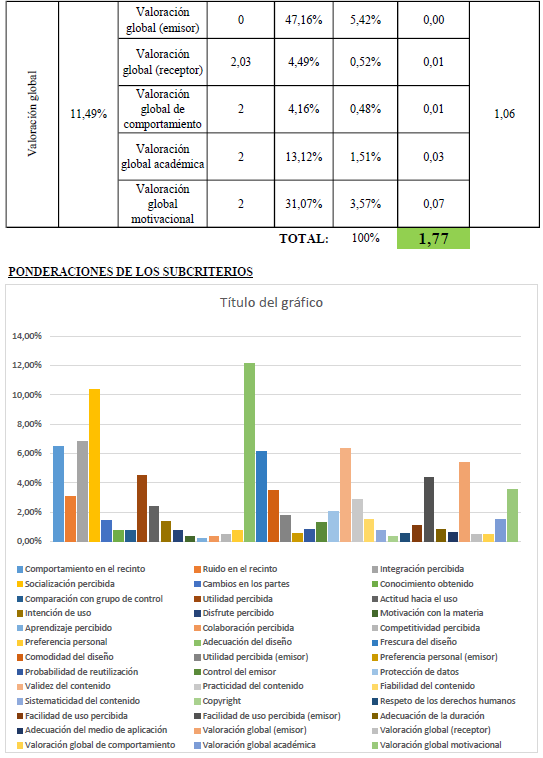 Valoración global
11,49%
Valoración
global (emisor)
0
47,16%
5,42%
0,00
Valoración
global (receptor)
2,03
4,49%
0,52%
0,01
Valoración
global de
comportamiento
2
4,16%
0,48%
0,01
Valoración
global académica
2
13,12%
1,51%
0,03
Valoración
global
motivacional
2
31,07%
3,57%
0,07
1,06
TOTAL: 100% 1,77
PONDERACIONES DE LOS SUBCRITERIOS
Título del gráfico
14,00%
12,00%
10,00%
8,00%
6,00%
4,00%
2,00%
0,00%
Comportamiento en el recinto Ruido en el recinto Integración percibida
Socialización percibida Cambios en los partes Conocimiento obtenido
Comparación con grupo de control Utilidad percibida Actitud hacia el uso
Intención de uso Disfrute percibido Motivación con la materia
Aprendizaje percibido Colaboración percibida Competitividad percibida
Preferencia personal Adecuación del diseño Frescura del diseño
Comodidad del diseño Utilidad percibida (emisor) Preferencia personal (emisor)
Probabilidad de reutilización Control del emisor Protección de datos
Validez del contenido Practicidad del contenido Fiabilidad del contenido
Sistematicidad del contenido Copyright Respeto de los derechos humanos
Facilidad de uso percibida Facilidad de uso percibida (emisor) Adecuación de la duración
Adecuación del medio de aplicación Valoración global (emisor) Valoración global (receptor)
Valoración global de comportamiento Valoración global académica Valoración global motivacional